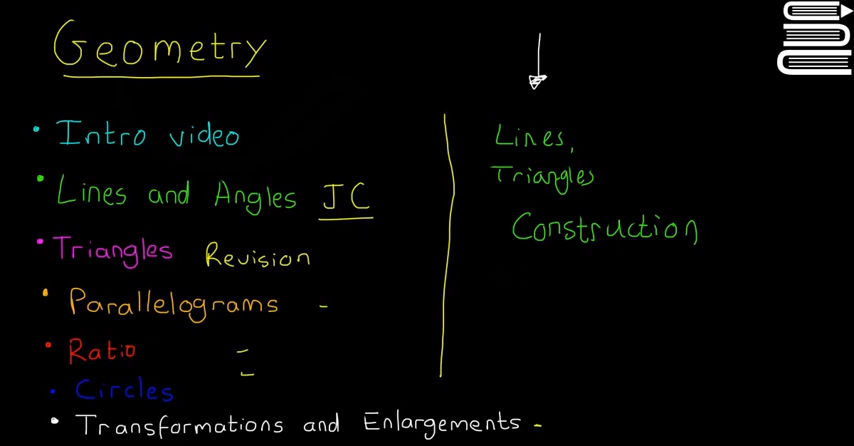 Geometry
• Intro video
• Lines and Angles JC
• Triangles Revision
• Parallelograms -
• Ratio
• Circles
• Transformations and Enlargements -
Lines,
Triangles
Construction